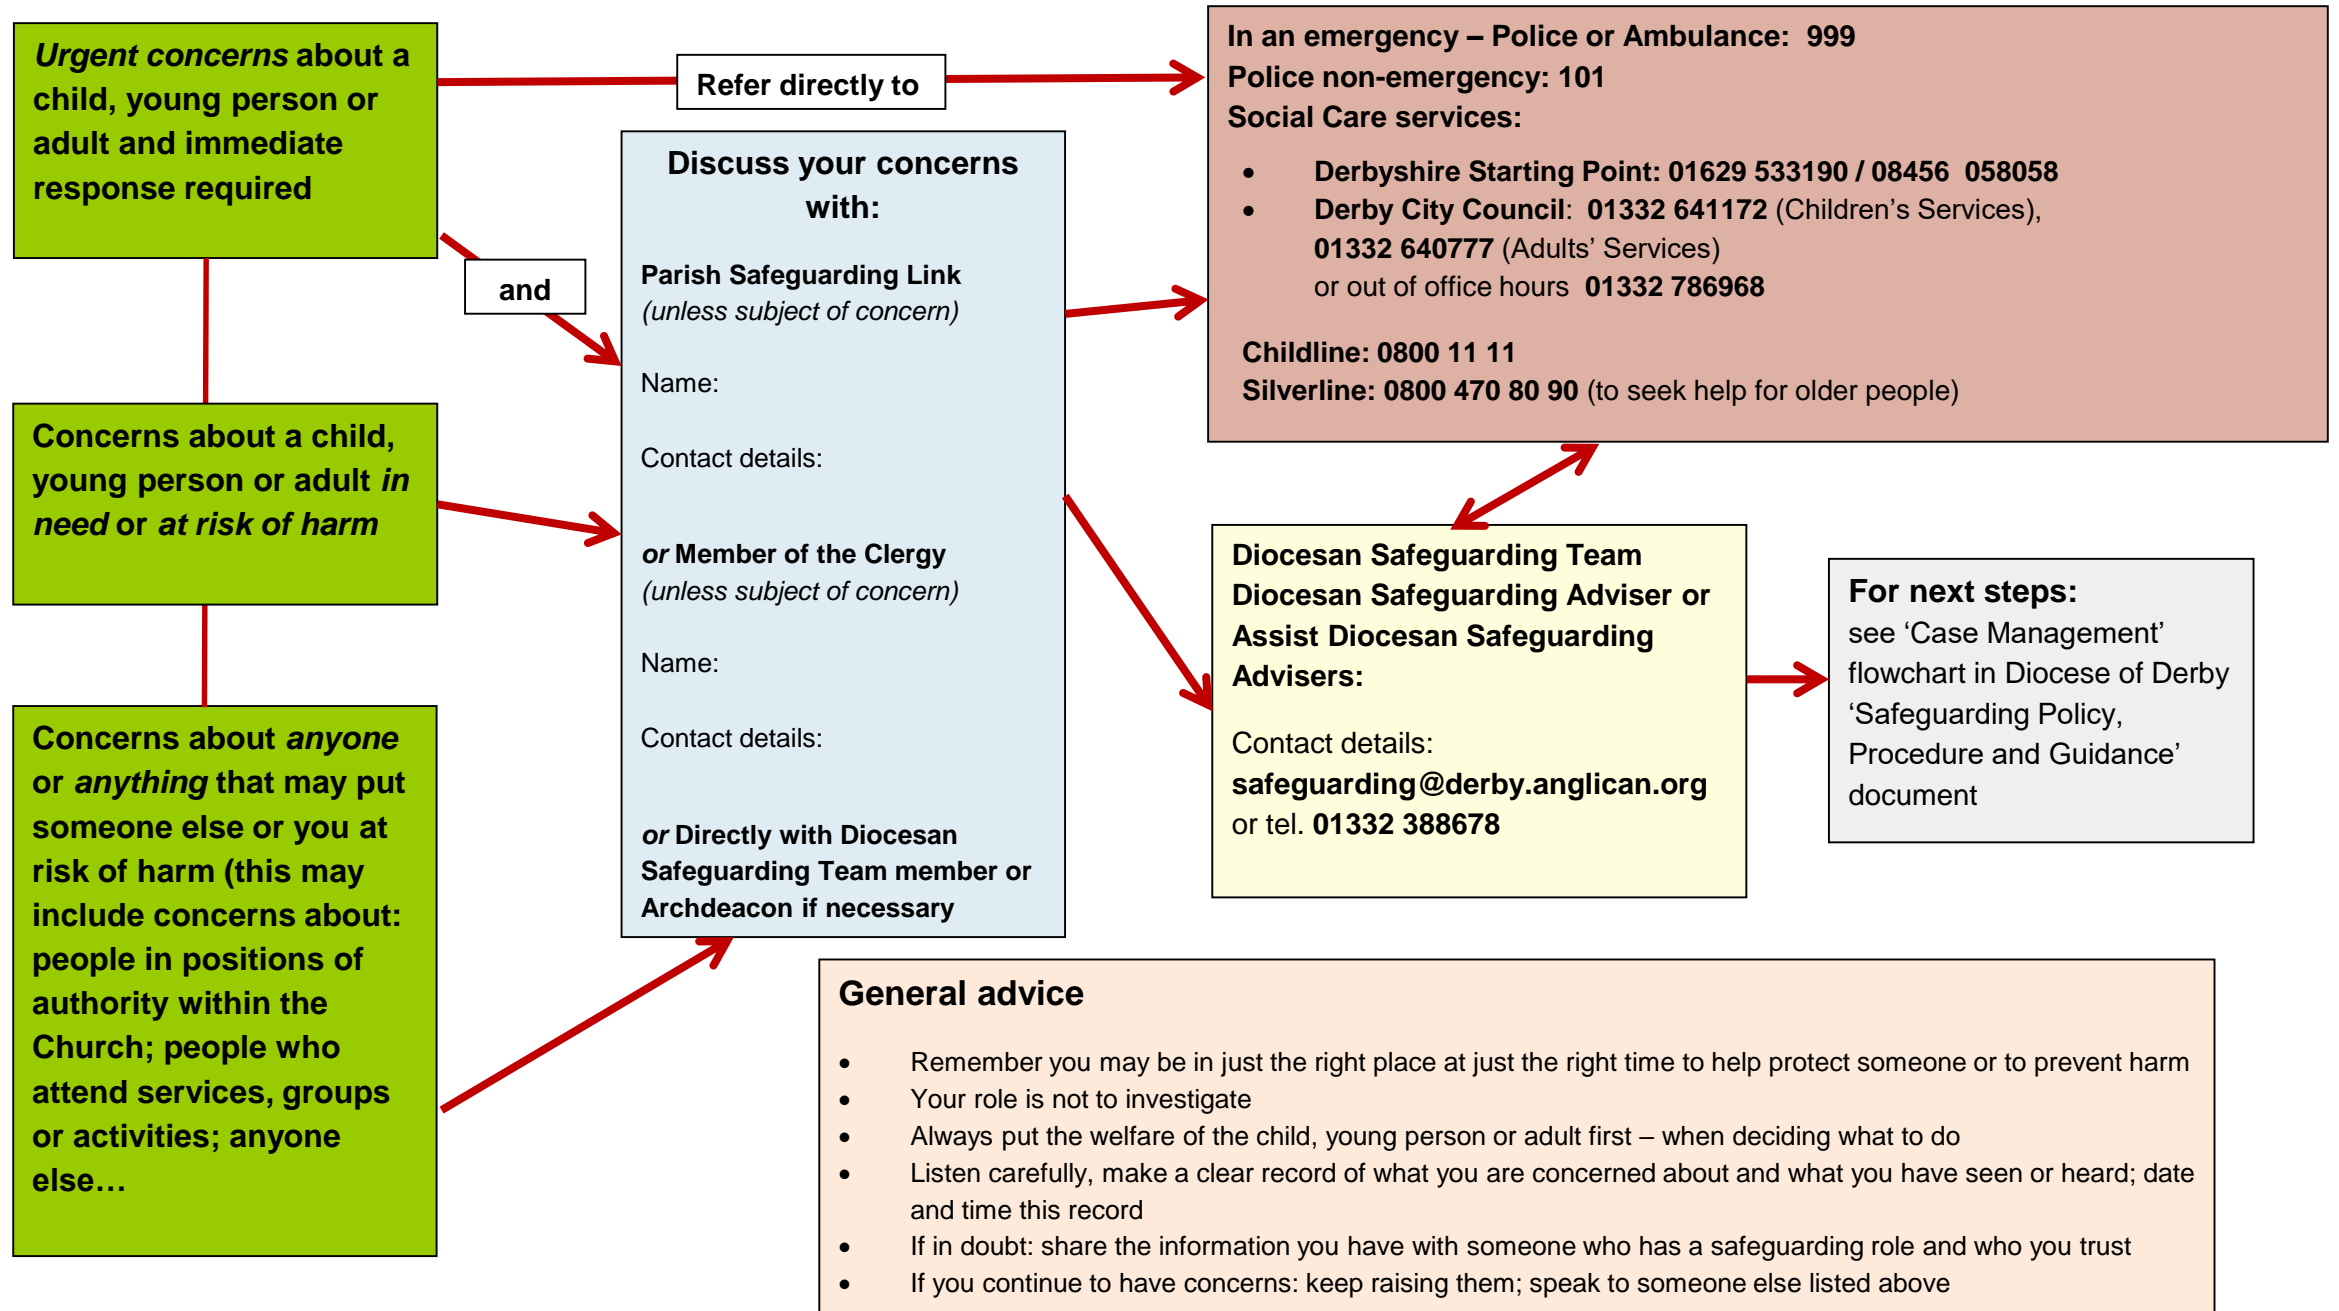 Urgent concerns about a
child, young person or
adult and immediate
response required
Refer directly to
and
Concerns about a child,
young person or adult in
need or at risk of harm
Concerns about anyone
or anything that may put
someone else or you at
risk of harm (this may
include concerns about:
people in positions of
authority within the
Church; people who
attend services, groups
or activities; anyone
else…
Discuss your concerns
with:
Parish Safeguarding Link
(unless subject of concern)
Name:
Contact details:
or Member of the Clergy
(unless subject of concern)
Name:
Contact details:
or Directly with Diocesan
Safeguarding Team member or
Archdeacon if necessary
In an emergency – Police or Ambulance:  999
Police non-emergency: 101
Social Care services:
• Derbyshire Starting Point: 01629 533190 / 08456  058058
• Derby City Council:  01332 641172 (Children’s Services),
01332 640777 (Adults’ Services)
or out of office hours  01332 786968
Childline: 0800 11 11
Silverline: 0800 470 80 90 (to seek help for older people)
Diocesan Safeguarding Team
Diocesan Safeguarding Adviser or
Assist Diocesan Safeguarding
Advisers:
Contact details:
safeguarding@derby.anglican.org
or tel. 01332 388678
For next steps:
see ‘Case Management’
flowchart in Diocese of Derby
‘Safeguarding Policy,
Procedure and Guidance’
document
General advice
• Remember you may be in just the right place at just the right time to help protect someone or to prevent harm
• Your role is not to investigate
• Always put the welfare of the child, young person or adult first – when deciding what to do
• Listen carefully, make a clear record of what you are concerned about and what you have seen or heard; date
and time this record
• If in doubt: share the information you have with someone who has a safeguarding role and who you trust
• If you continue to have concerns: keep raising them; speak to someone else listed above